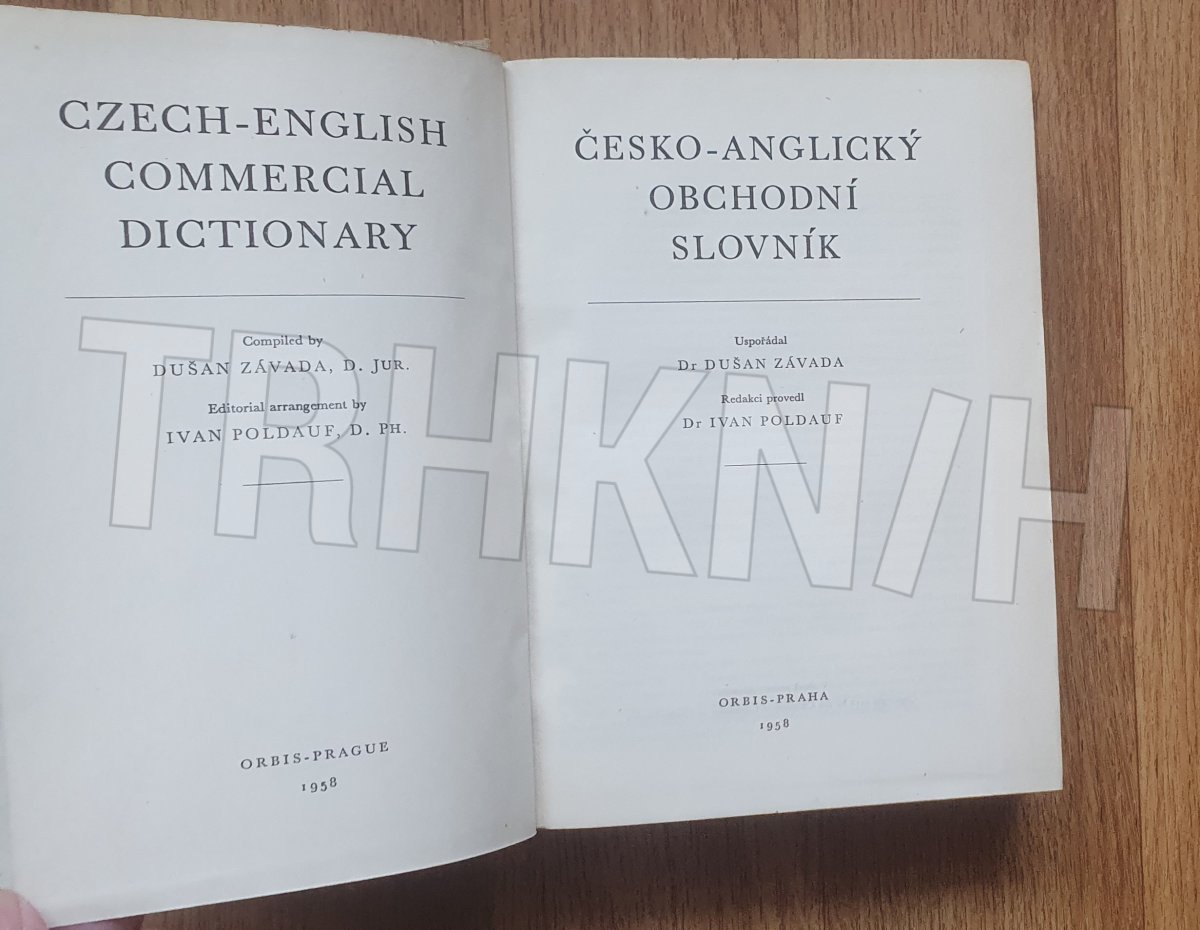 CZECH-ENGLISH
COMMERCIAL
DICTIONARY
Compiled by
DUŠAN ZÁVADA, D. JUR.
Editorial arrangement by
IVAN POLDAUF, D. PH.
ORBIS-PRAGUE
1958
ČESKO-ANGLICKÝ
OBCHODNÍ
SLOVNÍK
Uspořádal
Dr DUŠAN ZÁVADA
Redakci provedl
Dr IVAN POLDAUF
ORBIS-PRAHA
1958
TRHKNIH